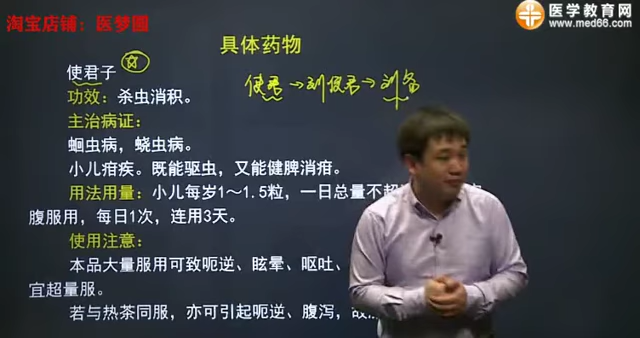 淘宝店铺：医梦圆
医学教育网
www.med66.com
具体药物
使君子
使君→刘使君→刘备
功效：杀虫消积。
主治病证：
蛔虫病，蛲虫病。
小儿疳疾。既能驱虫，又能健脾消疳。
用法用量：小儿每岁1～1.5粒，一日总量不超
腹服用，每日1次，连用3天。
使用注意：
本品大量服用可致呃逆、眩晕、呕吐、
宜超量服。
若与热茶同服，亦可引起呃逆、腹泻，故